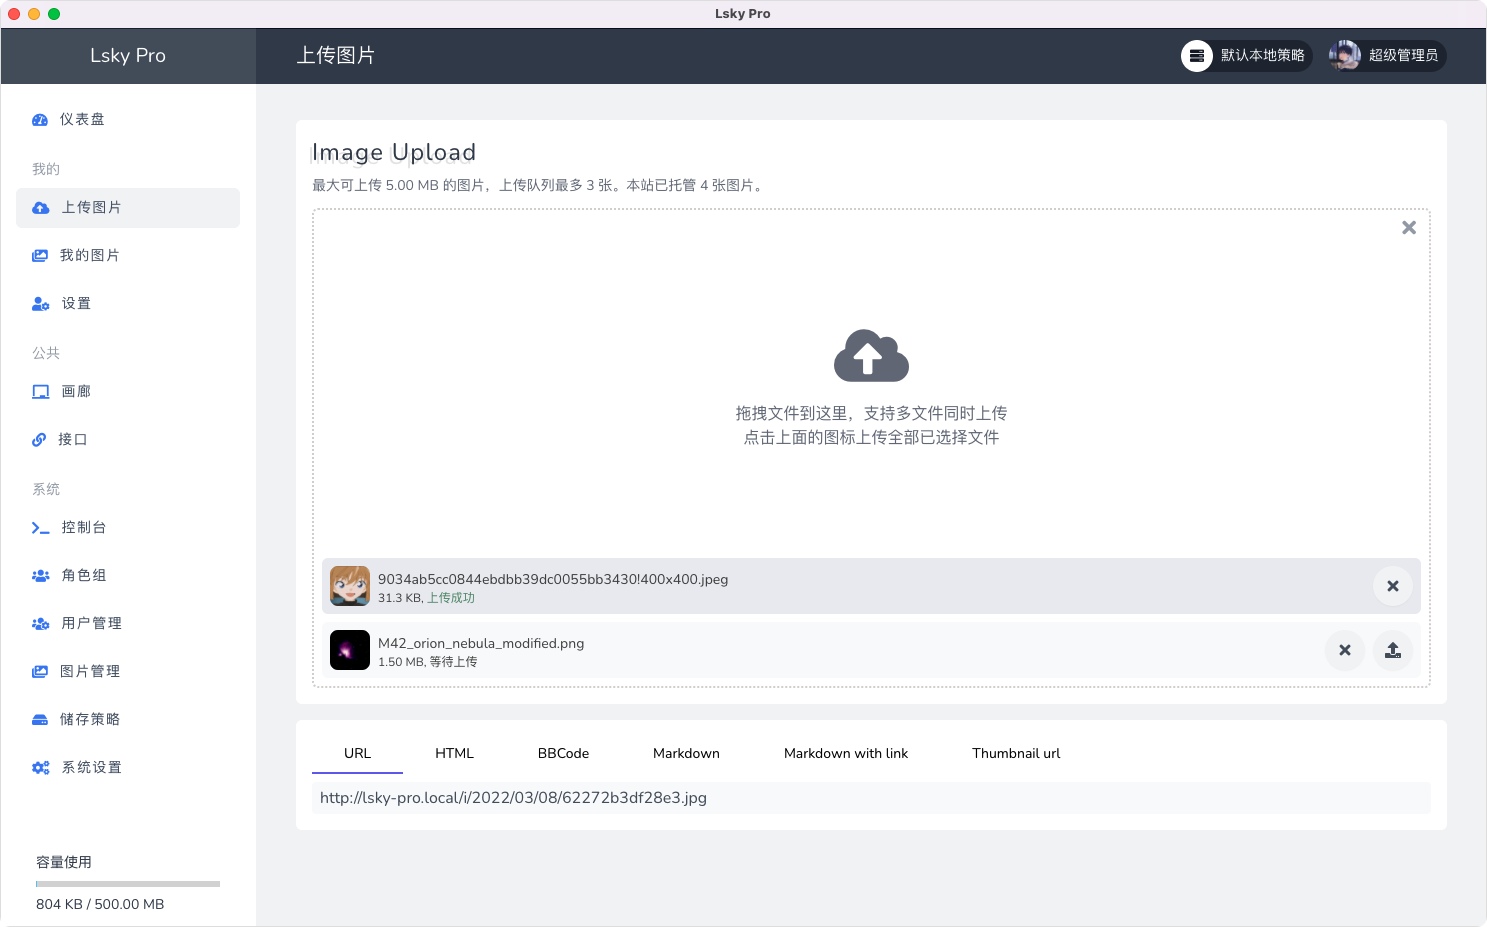 Lsky Pro
Lsky Pro
上传图片
默认本地策略
超级管理员
仪表盘
我的
上传图片
我的图片
设置
公共
画廊
接口
系统
控制台
角色组
用户管理
图片管理
储存策略
系统设置
容量使用
804 KB / 500.00 MB
Image Upload
最大可上传 5.00 MB 的图片，上传队列最多 3 张。本站已托管 4 张图片。
拖拽文件到这里，支持多文件同时上传
点击上面的图标上传全部已选择文件
9034ab5cc0844ebdbb39dc0055bb3430!400x400.jpeg
31.3 KB, 上传成功
M42_orion_nebula_modified.png
1.50 MB, 等待上传
URL HTML BBCode Markdown Markdown with link Thumbnail url
http://lsky-pro.local/i/2022/03/08/62272b3df28e3.jpg